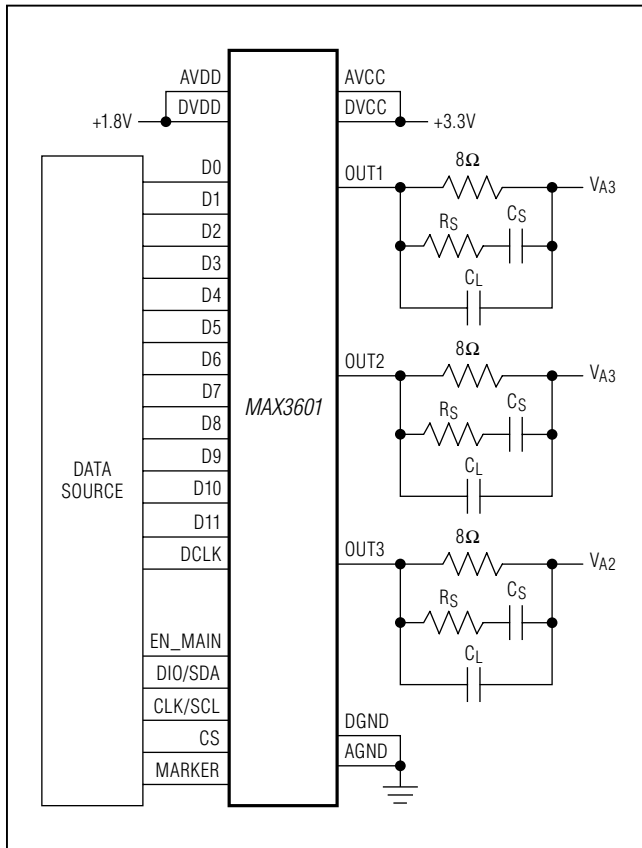 AVDD
DVDD
+1.8V
AVCC
DVCC
+3.3V
DATA
SOURCE
D0
D1
D2
D3
D4
D5
D6
D7
D8
D9
D10
D11
DCLK
EN_MAIN
DIO/SDA
CLK/SCL
CS
MARKER
MAX3601
OUT1
8Ω
RS
CS
CL
VA3
OUT2
8Ω
RS
CS
CL
VA3
OUT3
8Ω
RS
CS
CL
VA2
DGND
AGND